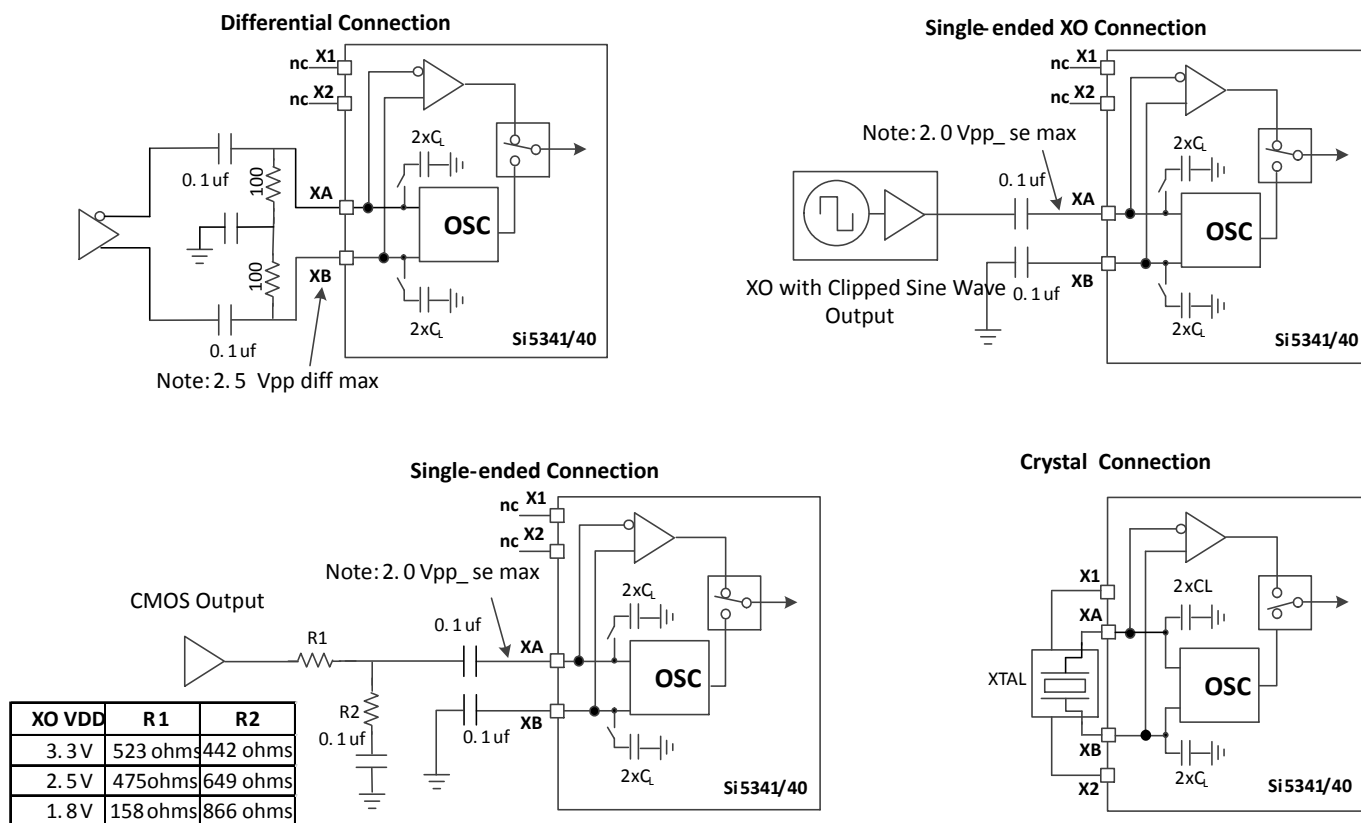 Differential Connection
X1
nc
X2
nc
2xCL
0.1uf
100
XA
OSC
100
XB
2xCL
0.1uf
Si5341/40
Note: 2.5 Vpp diff max
Single-ended XO Connection
X1
nc
X2
nc
Note: 2.0 Vpp_se max
2xCL
0.1uf
XA
OSC
XB
XO with Clipped Sine Wave
Output
0.1uf
2xCL
Si5341/40
Single-ended Connection
X1
nc
X2
nc
Note: 2.0 Vpp_se max
CMOS Output
2xCL
R1
0.1uf
XA
OSC
R2
0.1uf
XB
0.1uf
2xCL
Si5341/40
XO VDD R1 R2
3.3V 523 ohms 442 ohms
2.5V 475ohms 649 ohms
1.8V 158 ohms 866 ohms
Crystal Connection
X1
2xCL
XA
XTAL
OSC
XB
2xCL
X2
Si5341/40